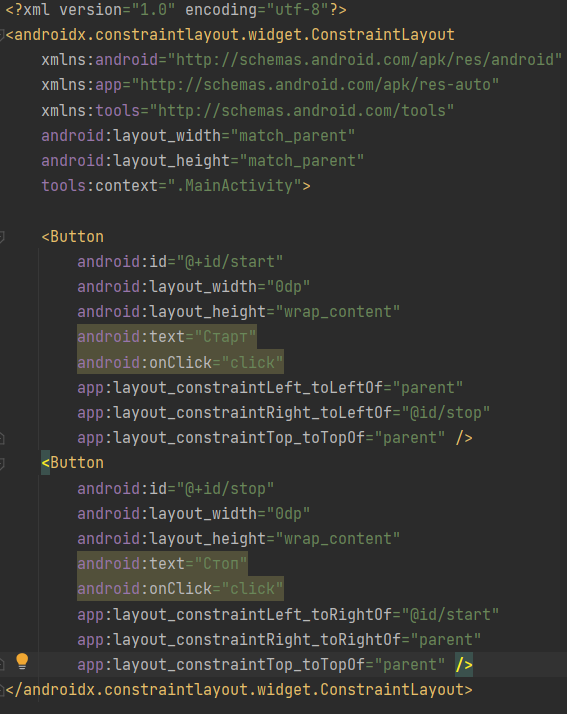 <?xml version="1.0" encoding="utf-8"?>
<androidx.constraintlayout.widget.ConstraintLayout
    xmlns:android="http://schemas.android.com/apk/res/android"
    xmlns:app="http://schemas.android.com/apk/res-auto"
    xmlns:tools="http://schemas.android.com/tools"
    android:layout_width="match_parent"
    android:layout_height="match_parent"
    tools:context=".MainActivity">

    <Button
        android:id="@+id/start"
        android:layout_width="0dp"
        android:layout_height="wrap_content"
        android:text="Старт"
        android:onClick="click"
        app:layout_constraintLeft_toLeftOf="parent"
        app:layout_constraintRight_toLeftOf="@id/stop"
        app:layout_constraintTop_toTopOf="parent" />
    <Button
        android:id="@+id/stop"
        android:layout_width="0dp"
        android:layout_height="wrap_content"
        android:text="Стоп"
        android:onClick="click"
        app:layout_constraintLeft_toRightOf="@id/start"
        app:layout_constraintRight_toRightOf="parent"
        app:layout_constraintTop_toTopOf="parent" />
</androidx.constraintlayout.widget.ConstraintLayout>